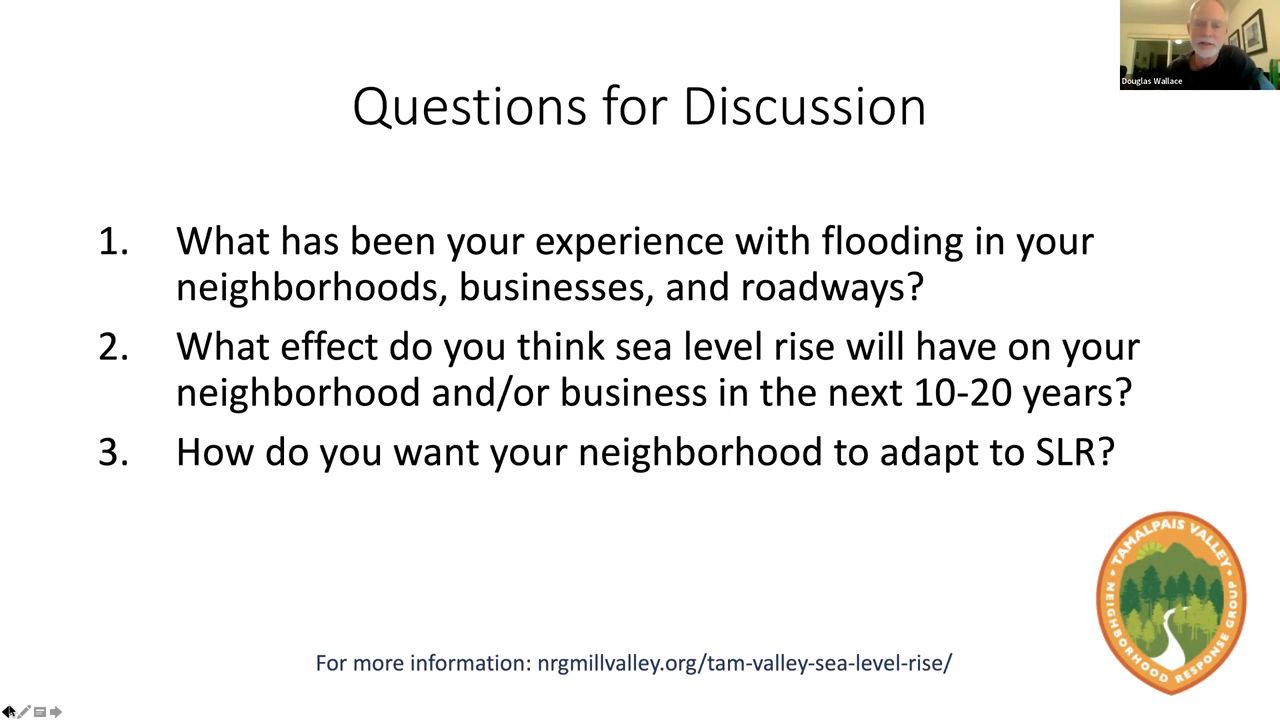 Douglas Wallace
Questions for Discussion
1. What has been your experience with flooding in your
neighborhoods, businesses, and roadways?
2. What effect do you think sea level rise will have on your
neighborhood and/or business in the next 10-20 years?
3. How do you want your neighborhood to adapt to SLR?
TAMALPAIS VALLEY
NEIGHBORHOOD RESPONSE GROUP
For more information: nrgmillvalley.org/tam-valley-sea-level-rise/